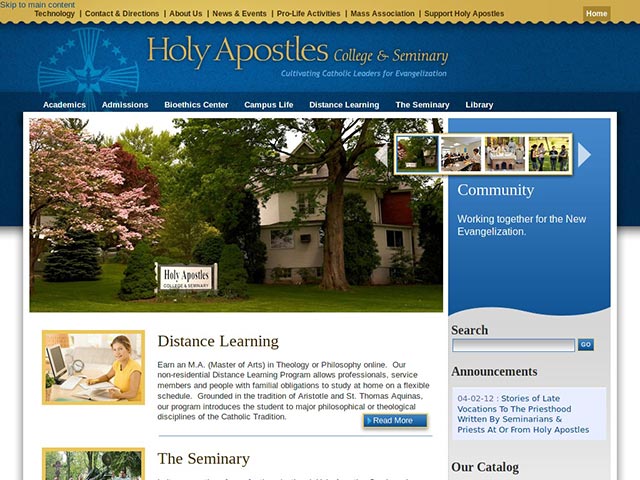 Skip to main content
Technology | Contact & Directions | About Us | News & Events | Pro-Life Activities | Mass Association | Support Holy Apostles
Home
Holy Apostles College & Seminary
Cultivating Catholic Leaders for Evangelization
Academics Admissions Bioethics Center Campus Life Distance Learning The Seminary Library
Holy Apostles
COLLEGE & SEMINARY
Community
Working together for the New
Evangelization.
Search
GO
Announcements
04-02-12 : Stories of Late
Vocations To The Priesthood
Written By Seminarians &
Priests At Or From Holy Apostles
Our Catalog
Distance Learning
Earn an M.A. (Master of Arts) in Theology or Philosophy online. Our
non-residential Distance Learning Program allows professionals, service
members and people with familial obligations to study at home on a flexible
schedule. Grounded in the tradition of Aristotle and St. Thomas Aquinas,
our program introduces the student to major philosophical or theological
disciplines of the Catholic Tradition.
Read More
The Seminary